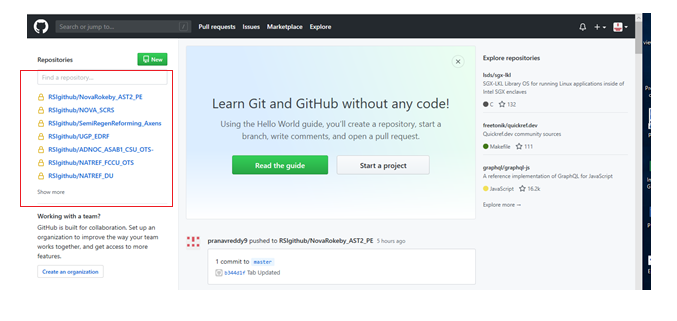 Search or jump to...
/
Pull requests Issues Marketplace Explore
Repositories
New
Find a repository...
RSIgithub/NovaRokeby_AST2_PE
RSIgithub/NOVA_SCRS
RSIgithub/SemiRegenReforming_Axens
RSIgithub/UGP_EDRF
RSIgithub/ADNOC_ASAB1_CSU_OTS-
RSIgithub/NATREF_FCCU_OTS
RSIgithub/NATREF_DU
Show more
Working with a team?
GitHub is built for collaboration. Set up an
organization to improve the way your team
works together, and get access to more
features.
Create an organization
Learn Git and GitHub without any code!
Using the Hello World guide, you'll create a repository, start a
branch, write comments, and open a pull request.
Read the guide
Start a project
pranavreddy9 pushed to RSIgithub/NovaRokeby_AST2_PE 5 hours ago
1 commit to master
b344d1f Tab Updated
Explore repositories
lsds/sgx-lkl
SGX-LKL Library OS for running Linux applications inside of
Intel SGX enclaves
C 132
freetonik/quickref.dev
Quickref.dev community sources
Makefile 111
graphql/graphql-js
A reference implementation of GraphQL for JavaScript
JavaScript 16.2k
Explore more →